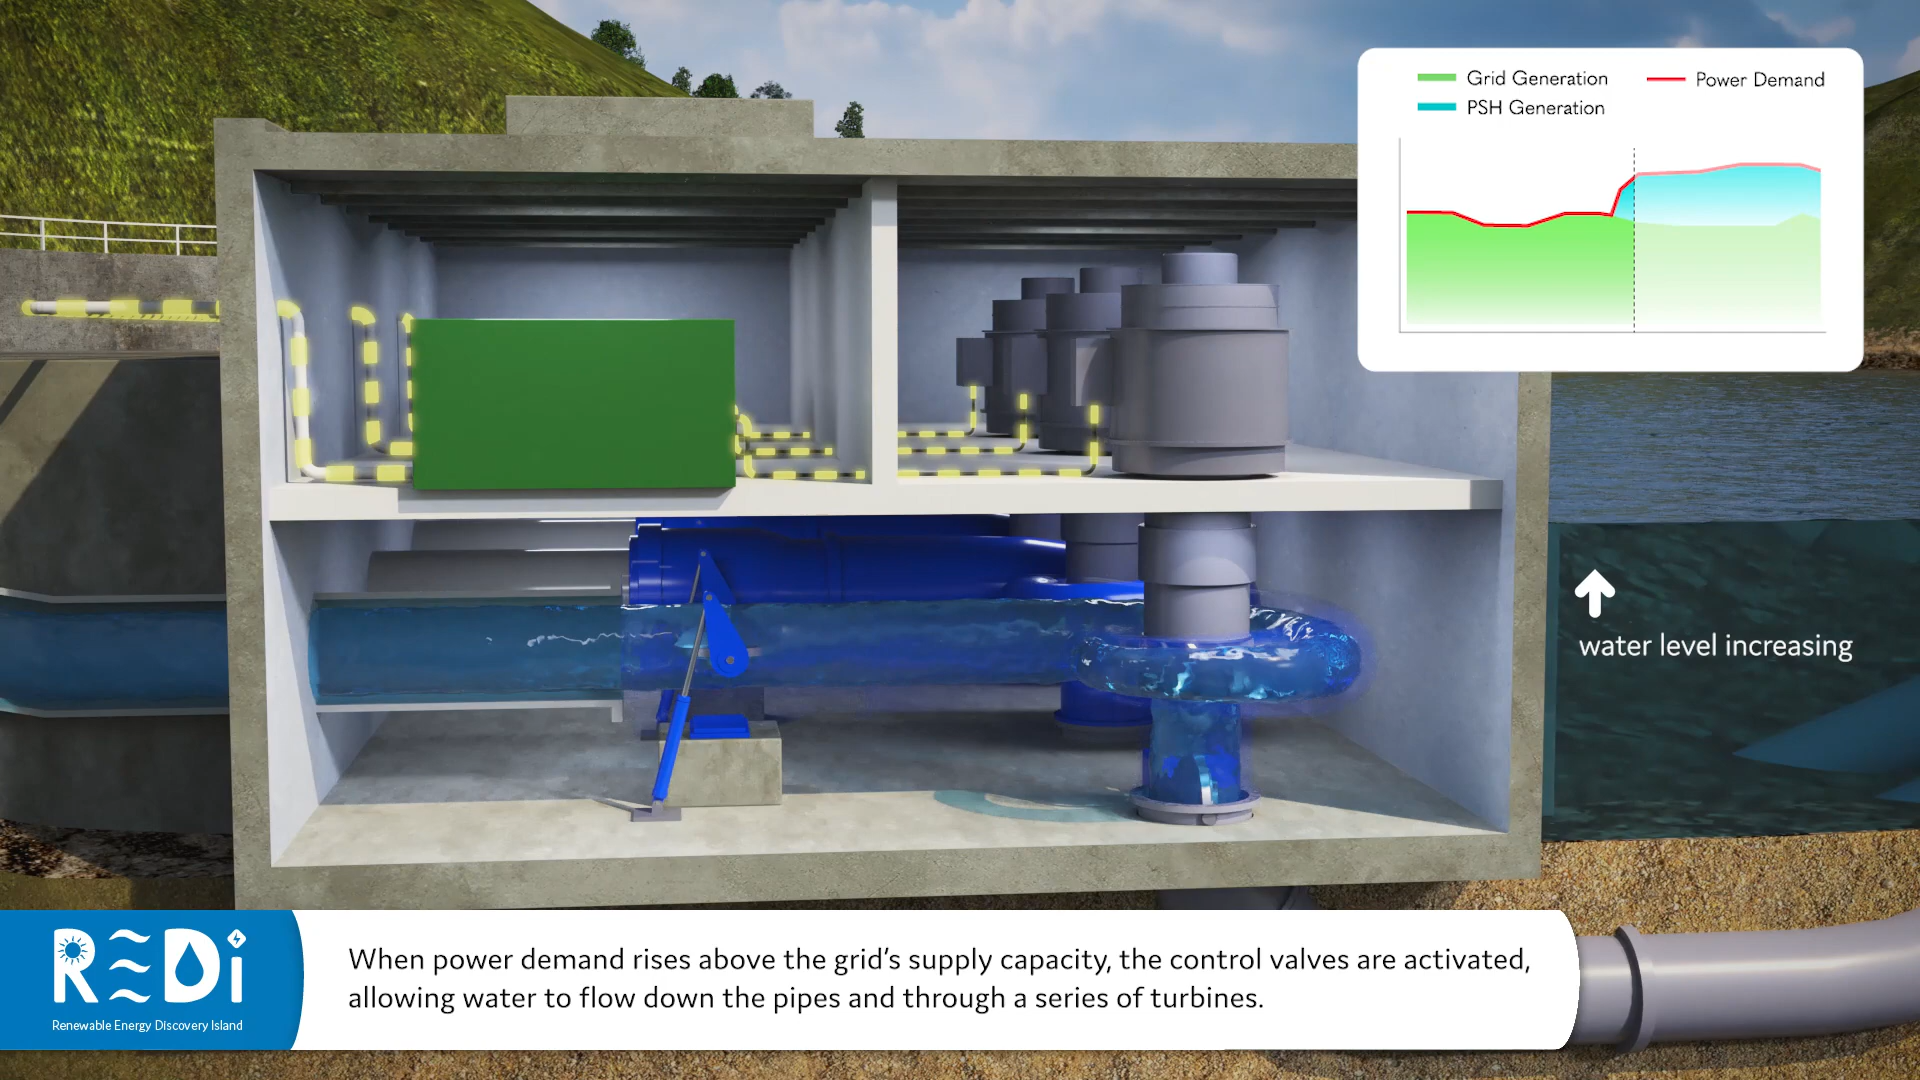 Grid Generation
Power Demand
PSH Generation
water level increasing
REDi
Renewable Energy Discovery Island
When power demand rises above the grid's supply capacity, the control valves are activated,
allowing water to flow down the pipes and through a series of turbines.